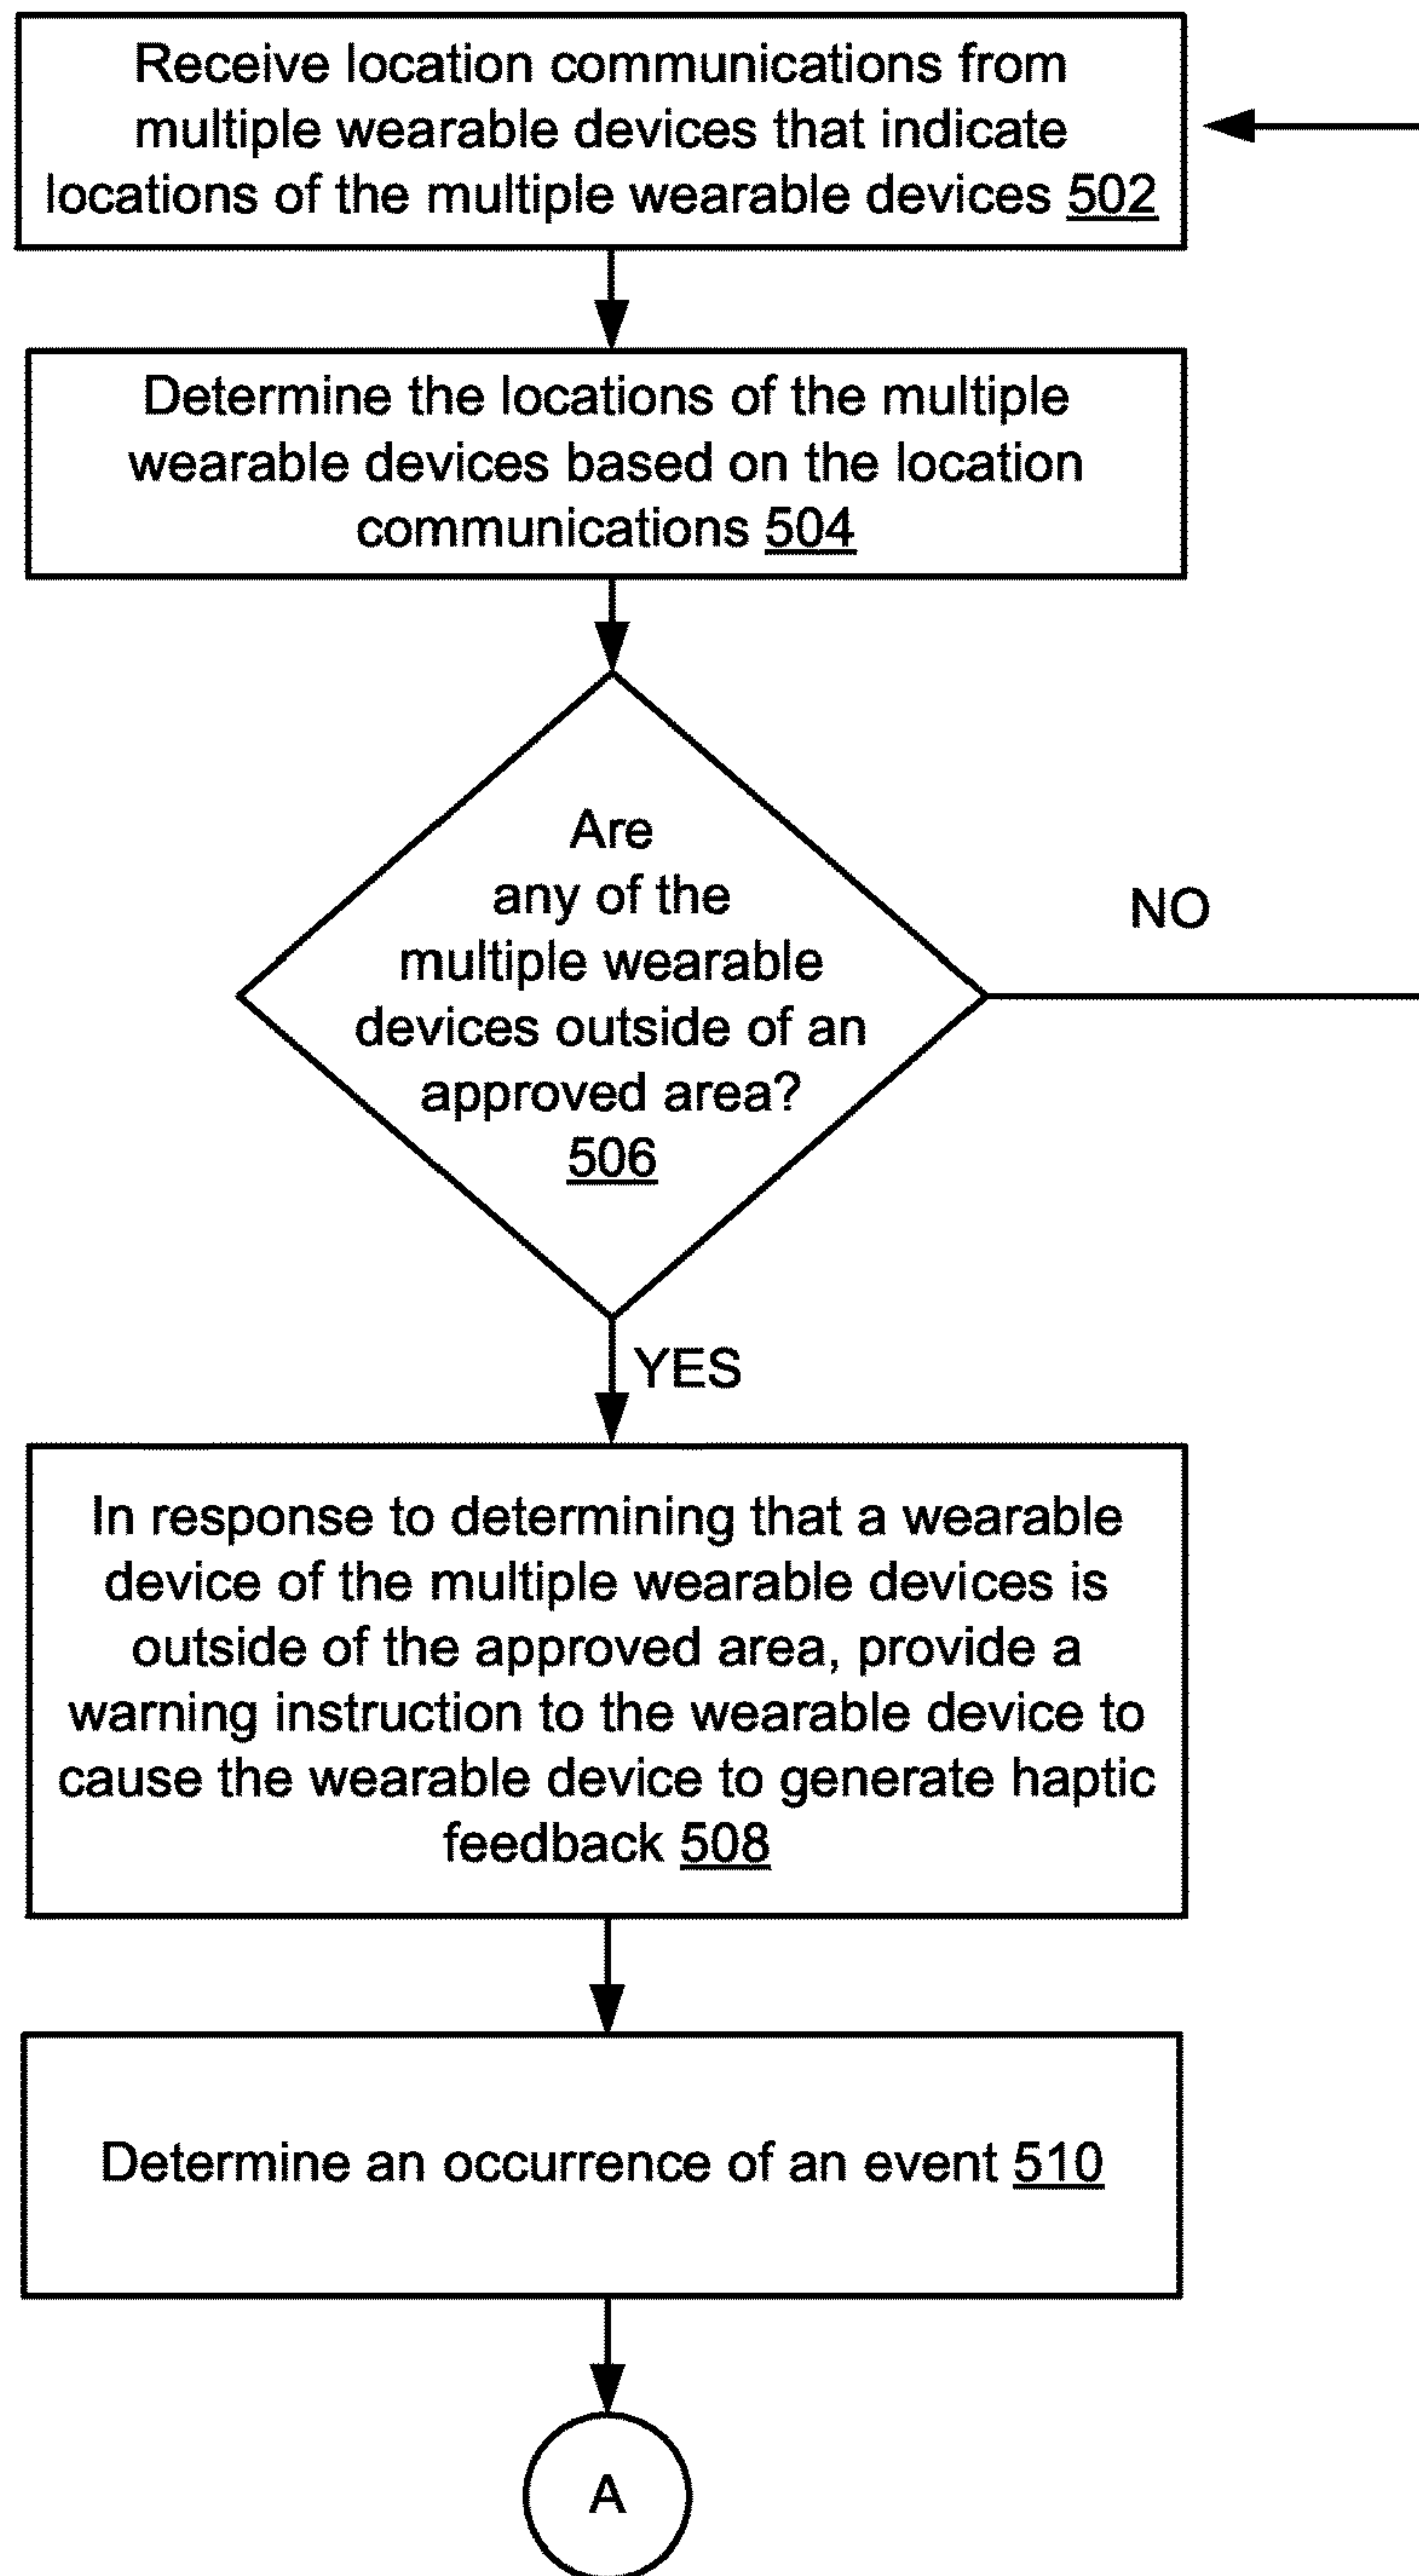 Receive location communications from
multiple wearable devices that indicate
locations of the multiple wearable devices 502
Determine the locations of the multiple
wearable devices based on the location
communications 504
Are
any of the
multiple wearable
devices outside of an
approved area?
506
NO
YES
In response to determining that a wearable
device of the multiple wearable devices is
outside of the approved area, provide a
warning instruction to the wearable device to
cause the wearable device to generate haptic
feedback 508
Determine an occurrence of an event 510
A